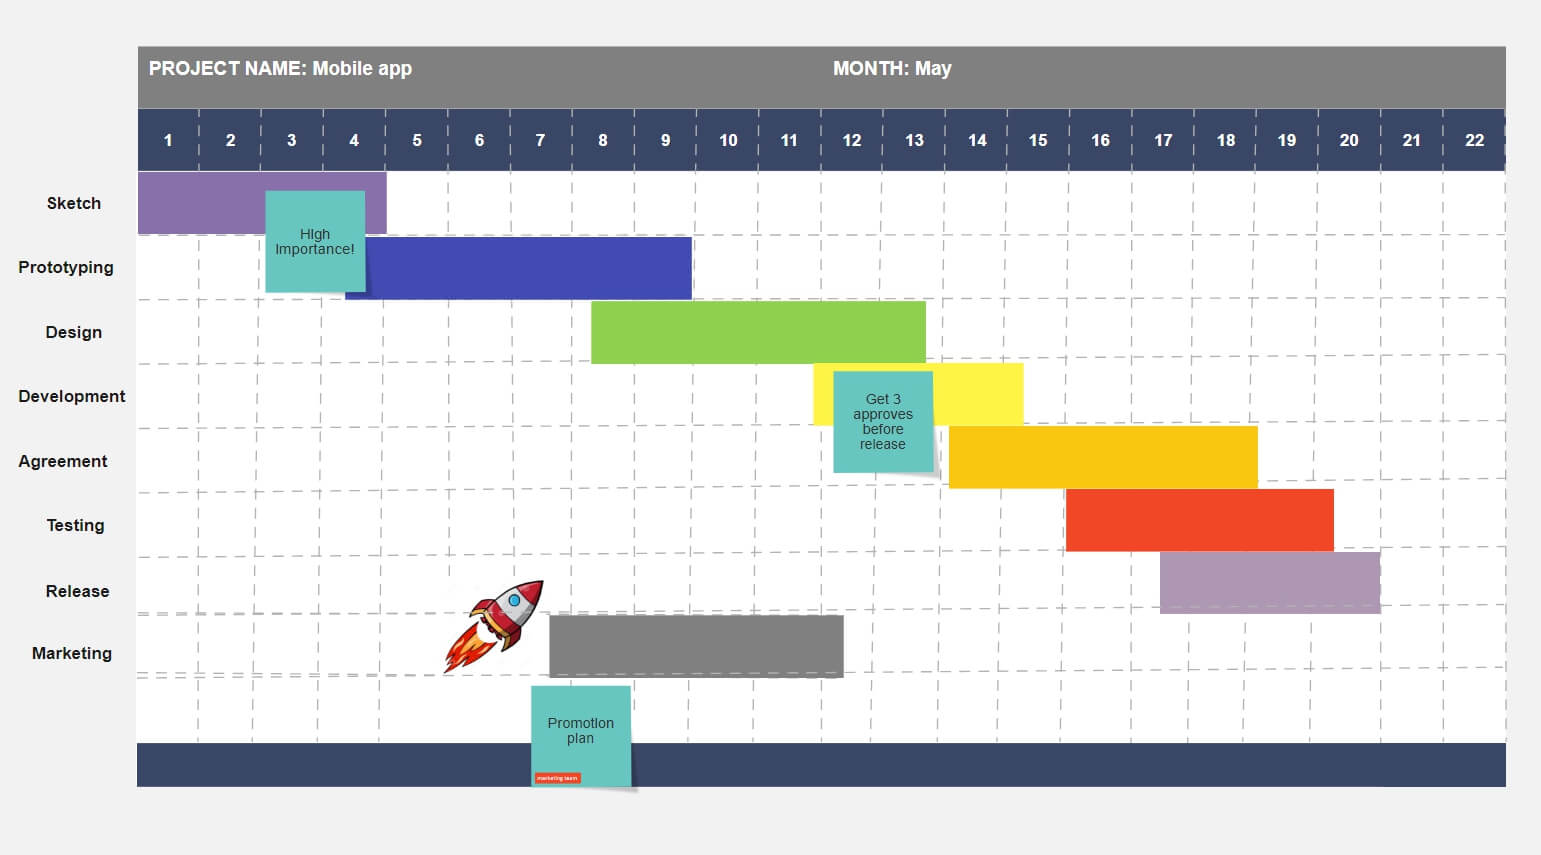 PROJECT NAME: Mobile app
MONTH: May
1 2 3 4 5 6 7 8 9 10 11 12 13 14 15 16 17 18 19 20 21 22
Sketch
HIgh
Importance!
Prototyping
Design
Development
Get 3
approves
before
release
Agreement
Testing
Release
Marketing
Promotion
plan
marketing team